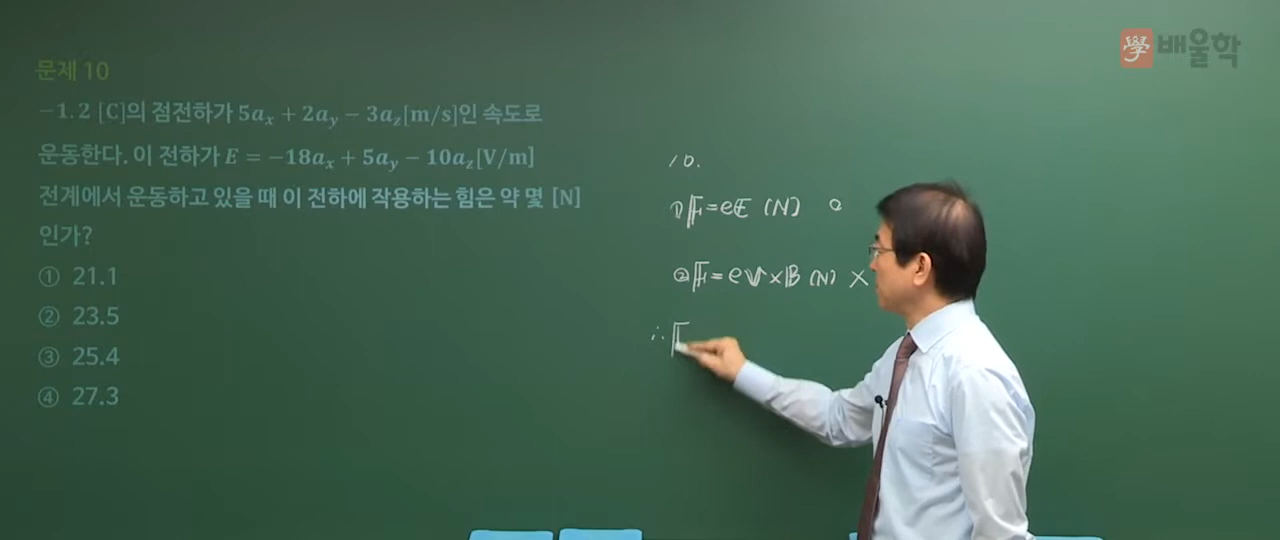 學 배울학
문제 10
−1.2 [C]의 점전하가 5aₓ + 2a_y − 3a_z[m/s]인 속도로
운동한다. 이 전하가 E = −18aₓ + 5a_y − 10a_z[V/m]
전계에서 운동하고 있을 때 이 전하에 작용하는 힘은 약 몇 [N]
인가?
① 21.1
② 23.5
③ 25.4
④ 27.3
10.
① 𝔽 = e𝔼 [N] o
② 𝔽 = e𝕍 × 𝔹 [N] ×
∴ 𝔽